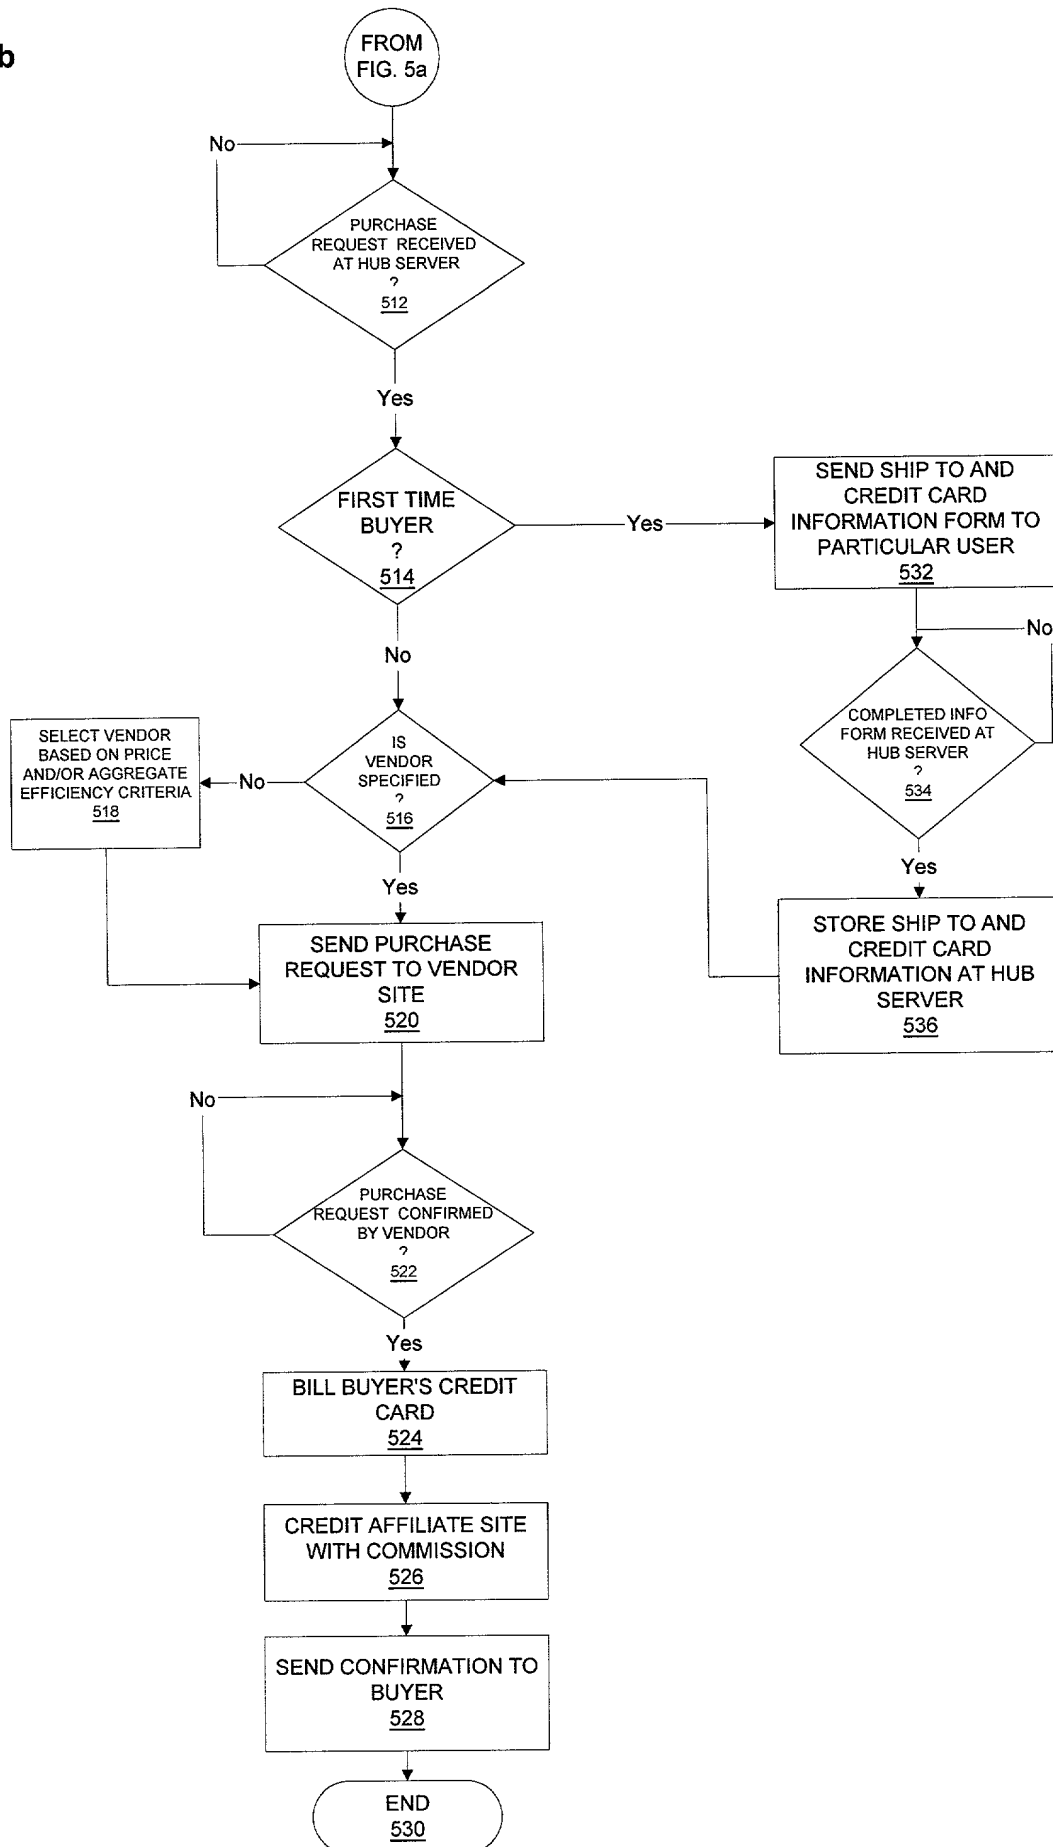 b
FROM
FIG. 5a
No
PURCHASE
REQUEST RECEIVED
AT HUB SERVER
?
512
Yes
FIRST TIME
BUYER
?
514
Yes
SEND SHIP TO AND
CREDIT CARD
INFORMATION FORM TO
PARTICULAR USER
532
No
No
COMPLETED INFO
FORM RECEIVED AT
HUB SERVER
?
534
Yes
STORE SHIP TO AND
CREDIT CARD
INFORMATION AT HUB
SERVER
536
IS
VENDOR
SPECIFIED
?
516
No
SELECT VENDOR
BASED ON PRICE
AND/OR AGGREGATE
EFFICIENCY CRITERIA
518
Yes
SEND PURCHASE
REQUEST TO VENDOR
SITE
520
No
PURCHASE
REQUEST CONFIRMED
BY VENDOR
?
522
Yes
BILL BUYER'S CREDIT
CARD
524
CREDIT AFFILIATE SITE
WITH COMMISSION
526
SEND CONFIRMATION TO
BUYER
528
END
530